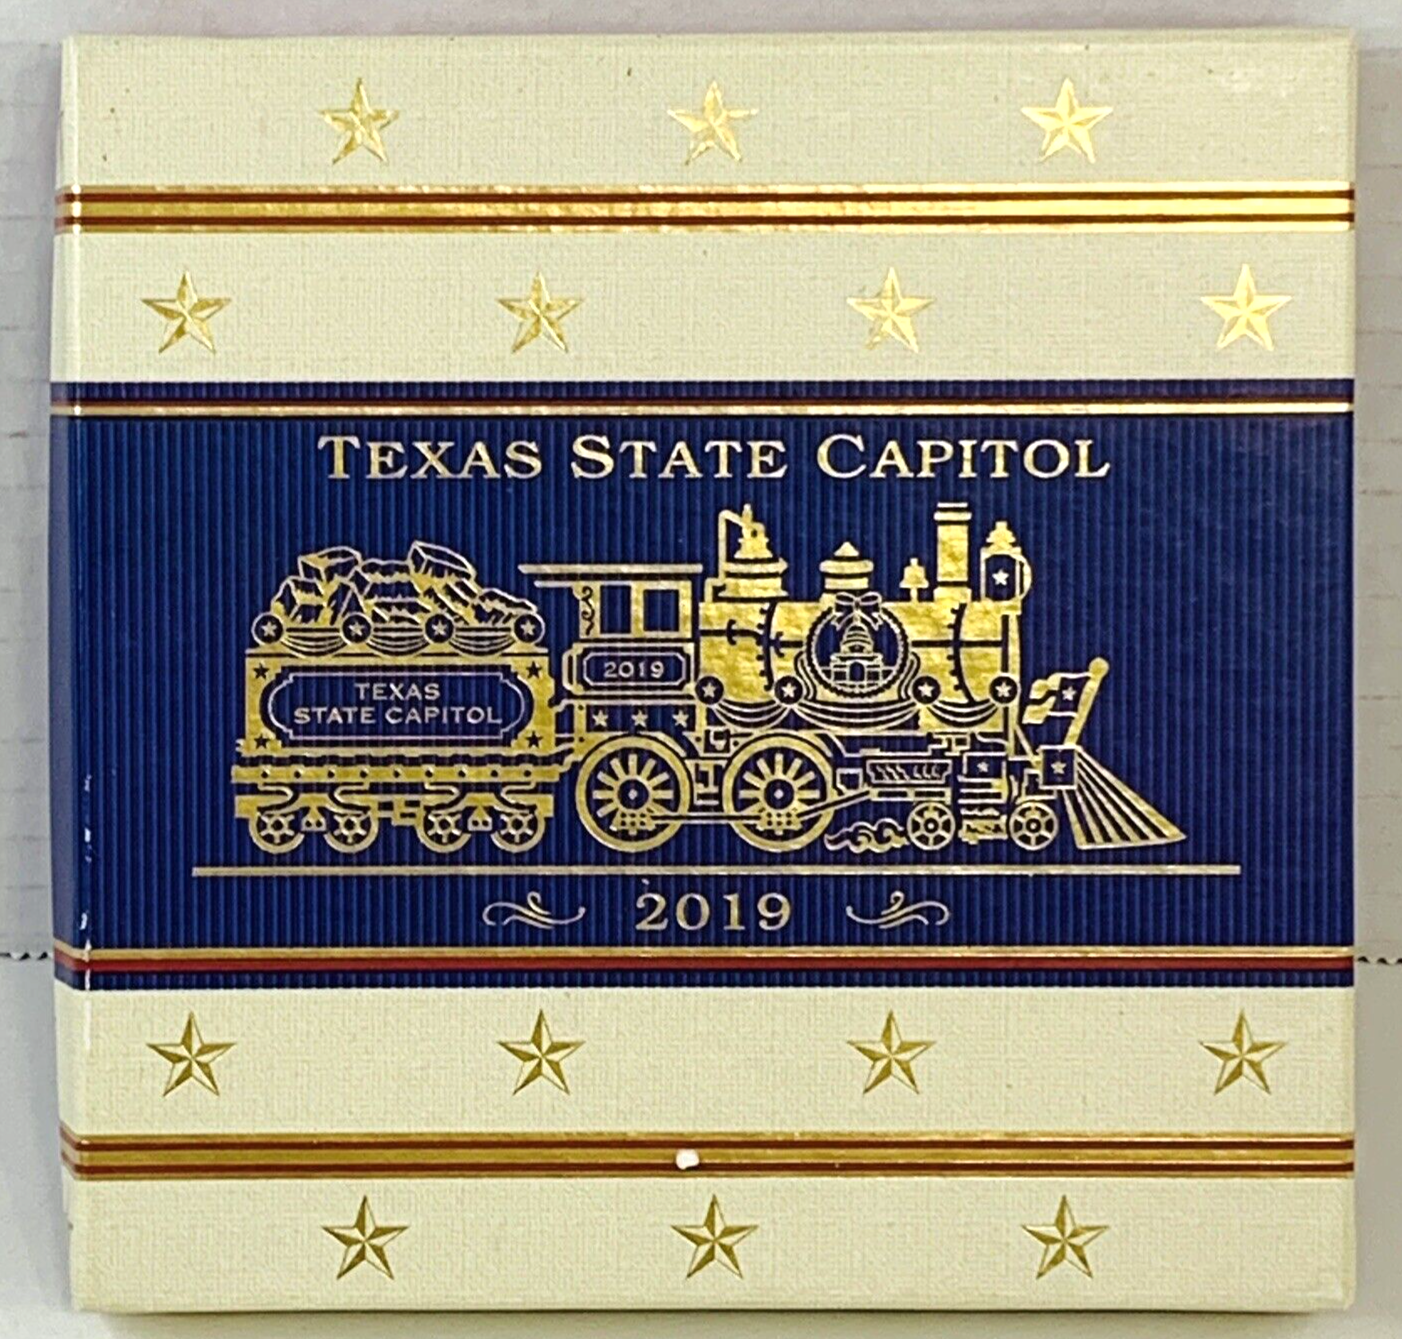 TEXAS STATE CAPITOL
2019
TEXAS
STATE CAPITOL
2019